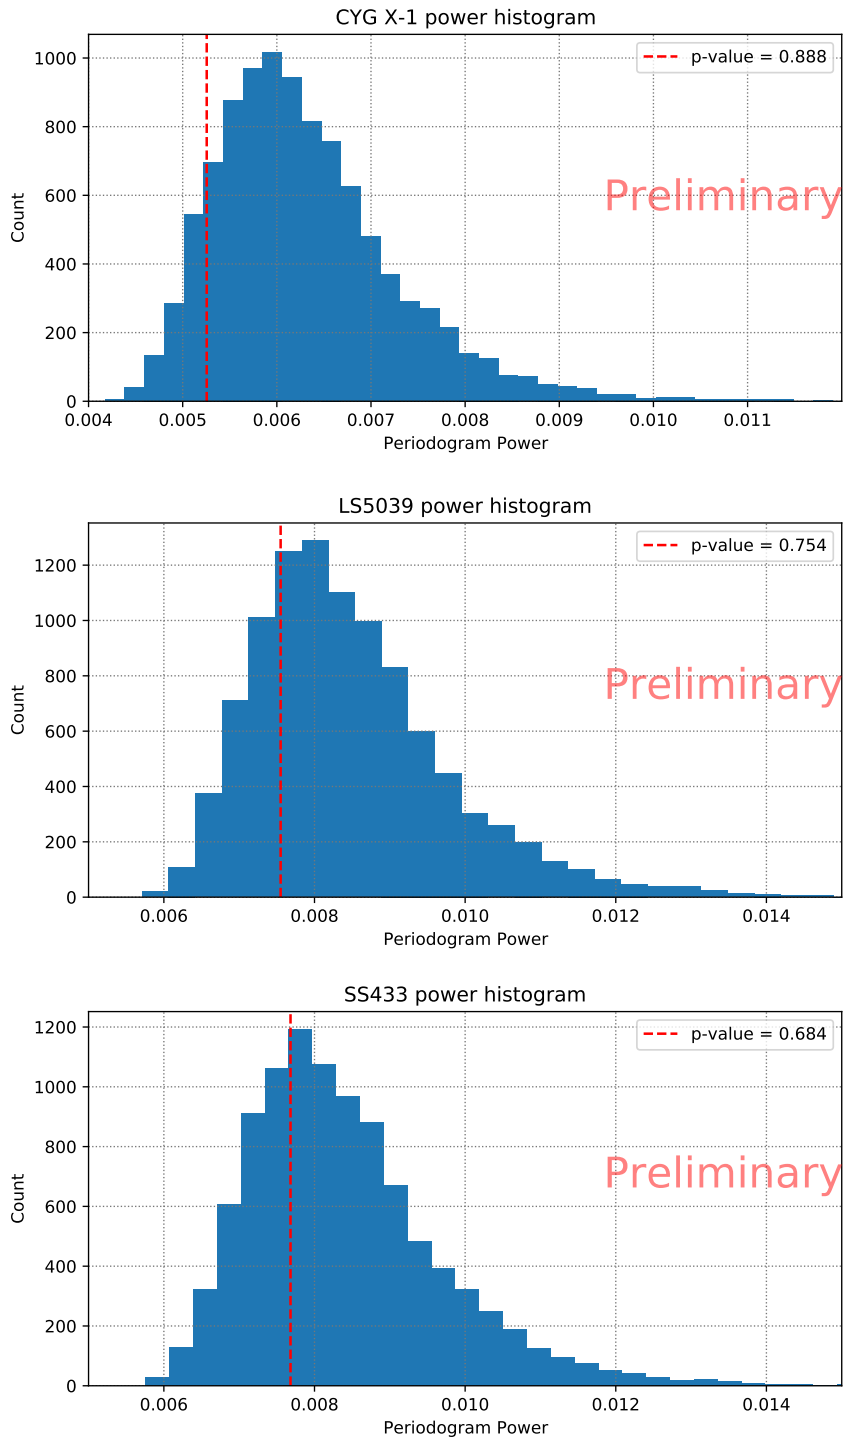 CYG X-1 power histogram
p-value = 0.888
1000
800
600
400
200
0
Count
Preliminary
0.004 0.005 0.006 0.007 0.008 0.009 0.010 0.011
Periodogram Power
LS5039 power histogram
p-value = 0.754
1200
1000
800
600
400
200
0
Count
Preliminary
0.006 0.008 0.010 0.012 0.014
Periodogram Power
SS433 power histogram
p-value = 0.684
1200
1000
800
600
400
200
0
Count
Preliminary
0.006 0.008 0.010 0.012 0.014
Periodogram Power